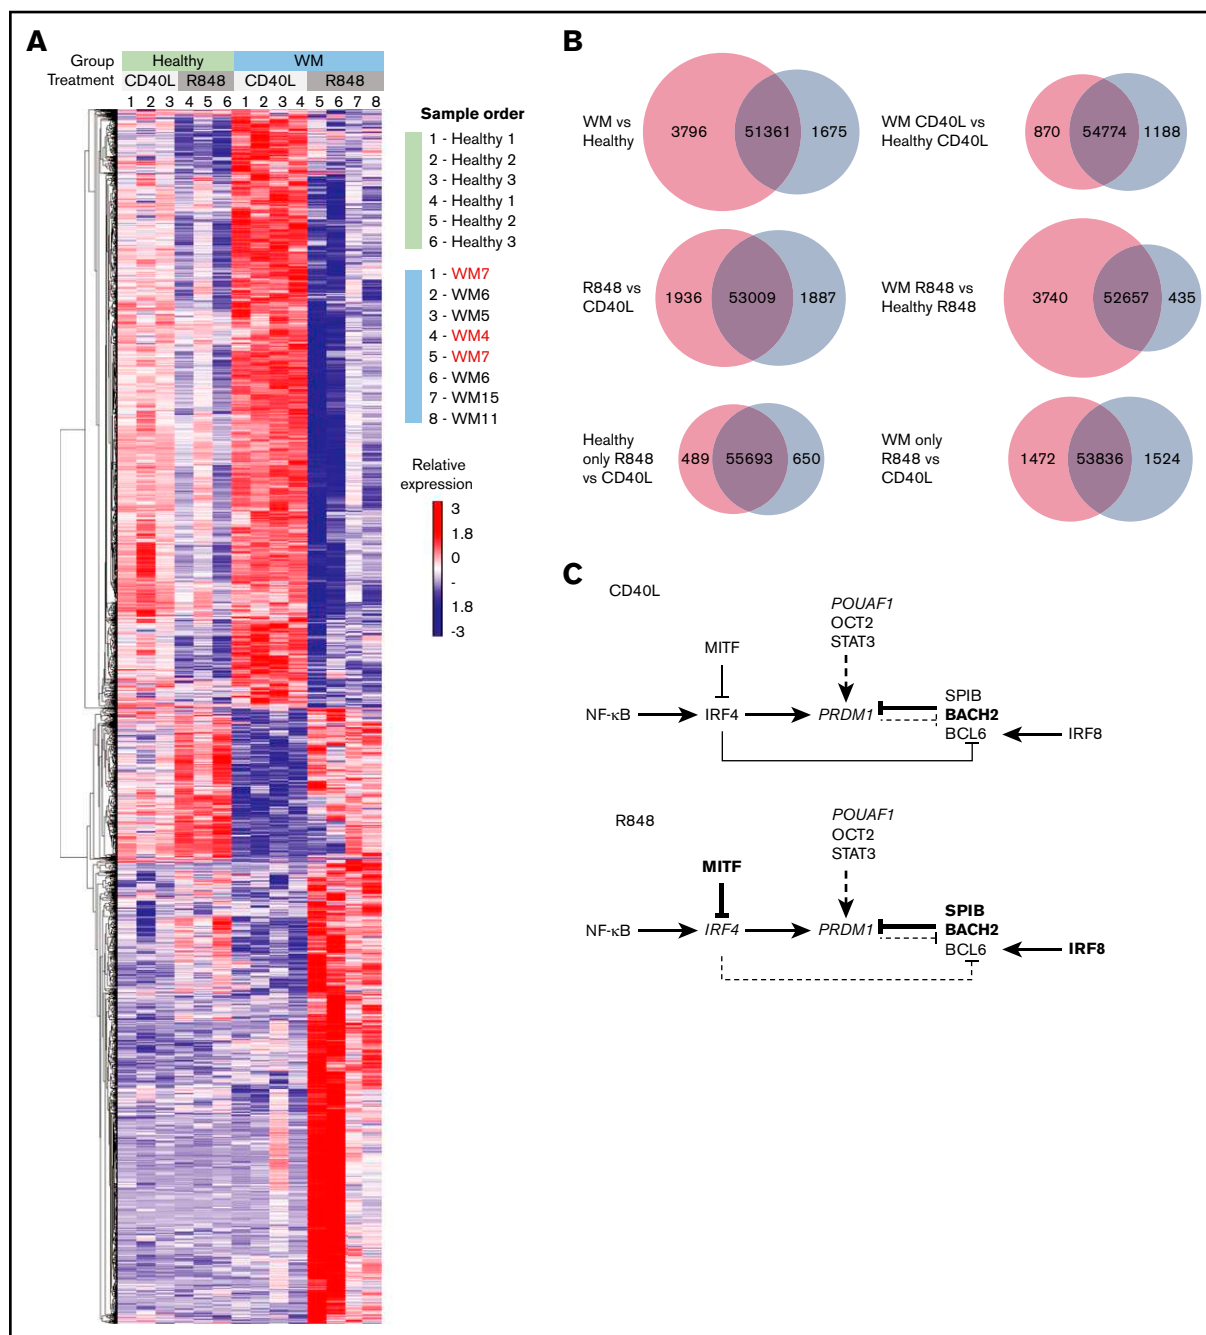 A
Group Healthy WM
Treatment CD40L R848 CD40L R848
1 2 3 4 5 6 1 2 3 4 5 6 7 8
Sample order
1 - Healthy 1
2 - Healthy 2
3 - Healthy 3
4 - Healthy 1
5 - Healthy 2
6 - Healthy 3
1 - WM7
2 - WM6
3 - WM5
4 - WM4
5 - WM7
6 - WM6
7 - WM15
8 - WM11
Relative
expression
3
1.8
0
-
1.8
-3
B
WM vs
Healthy
3796 51361 1675
WM CD40L vs
Healthy CD40L
870 54774 1188
R848 vs
CD40L
1936 53009 1887
WM R848 vs
Healthy R848
3740 52657 435
Healthy
only R848
vs CD40L
489 55693 650
WM only
R848 vs
CD40L
1472 53836 1524
C
CD40L
POUAF1
OCT2
STAT3
MITF
NF-κB IRF4 PRDM1
SPIB
BACH2
BCL6
IRF8
R848
POUAF1
OCT2
STAT3
MITF
NF-κB IRF4 PRDM1
SPIB
BACH2
BCL6
IRF8